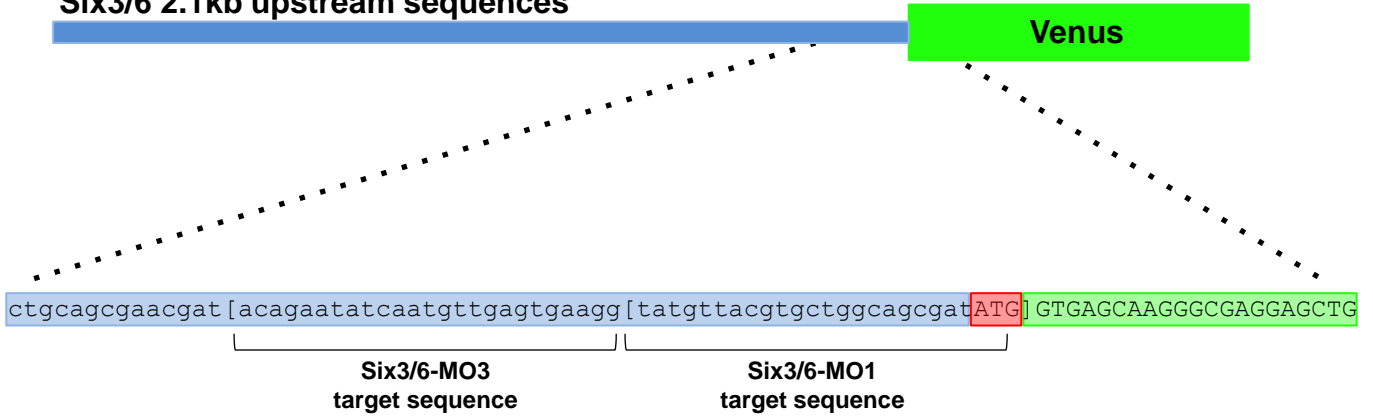 Six3/6 2.1kb upstream sequences
Venus
ctgcagcgaacgat[acagaatatcaatgttgagtgaagg[tatgttacgtgctggcagcgatATG]GTGAGCAAGGGCGAGGAGCTG
Six3/6-MO3
target sequence
Six3/6-MO1
target sequence